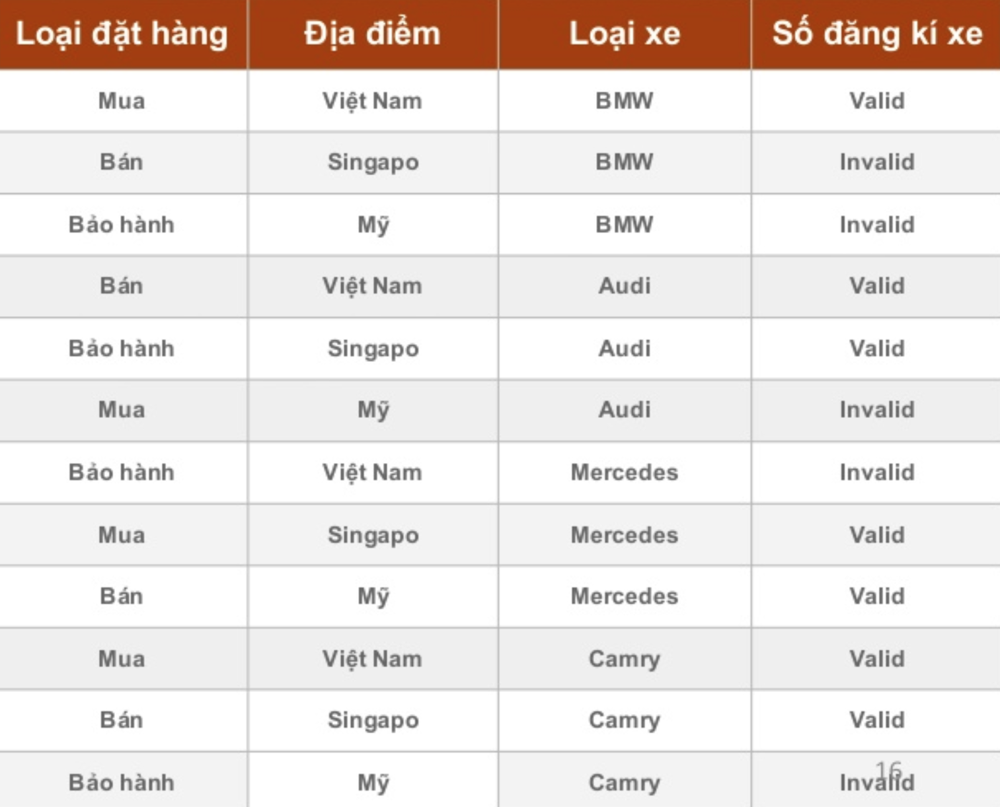 Loại đặt hàng Địa điểm Loại xe Số đăng kí xe
Mua Việt Nam BMW Valid
Bán Singapo BMW Invalid
Bảo hành Mỹ BMW Invalid
Bán Việt Nam Audi Valid
Bảo hành Singapo Audi Valid
Mua Mỹ Audi Invalid
Bảo hành Việt Nam Mercedes Invalid
Mua Singapo Mercedes Valid
Bán Mỹ Mercedes Valid
Mua Việt Nam Camry Valid
Bán Singapo Camry Valid
Bảo hành Mỹ Camry Invalid
16